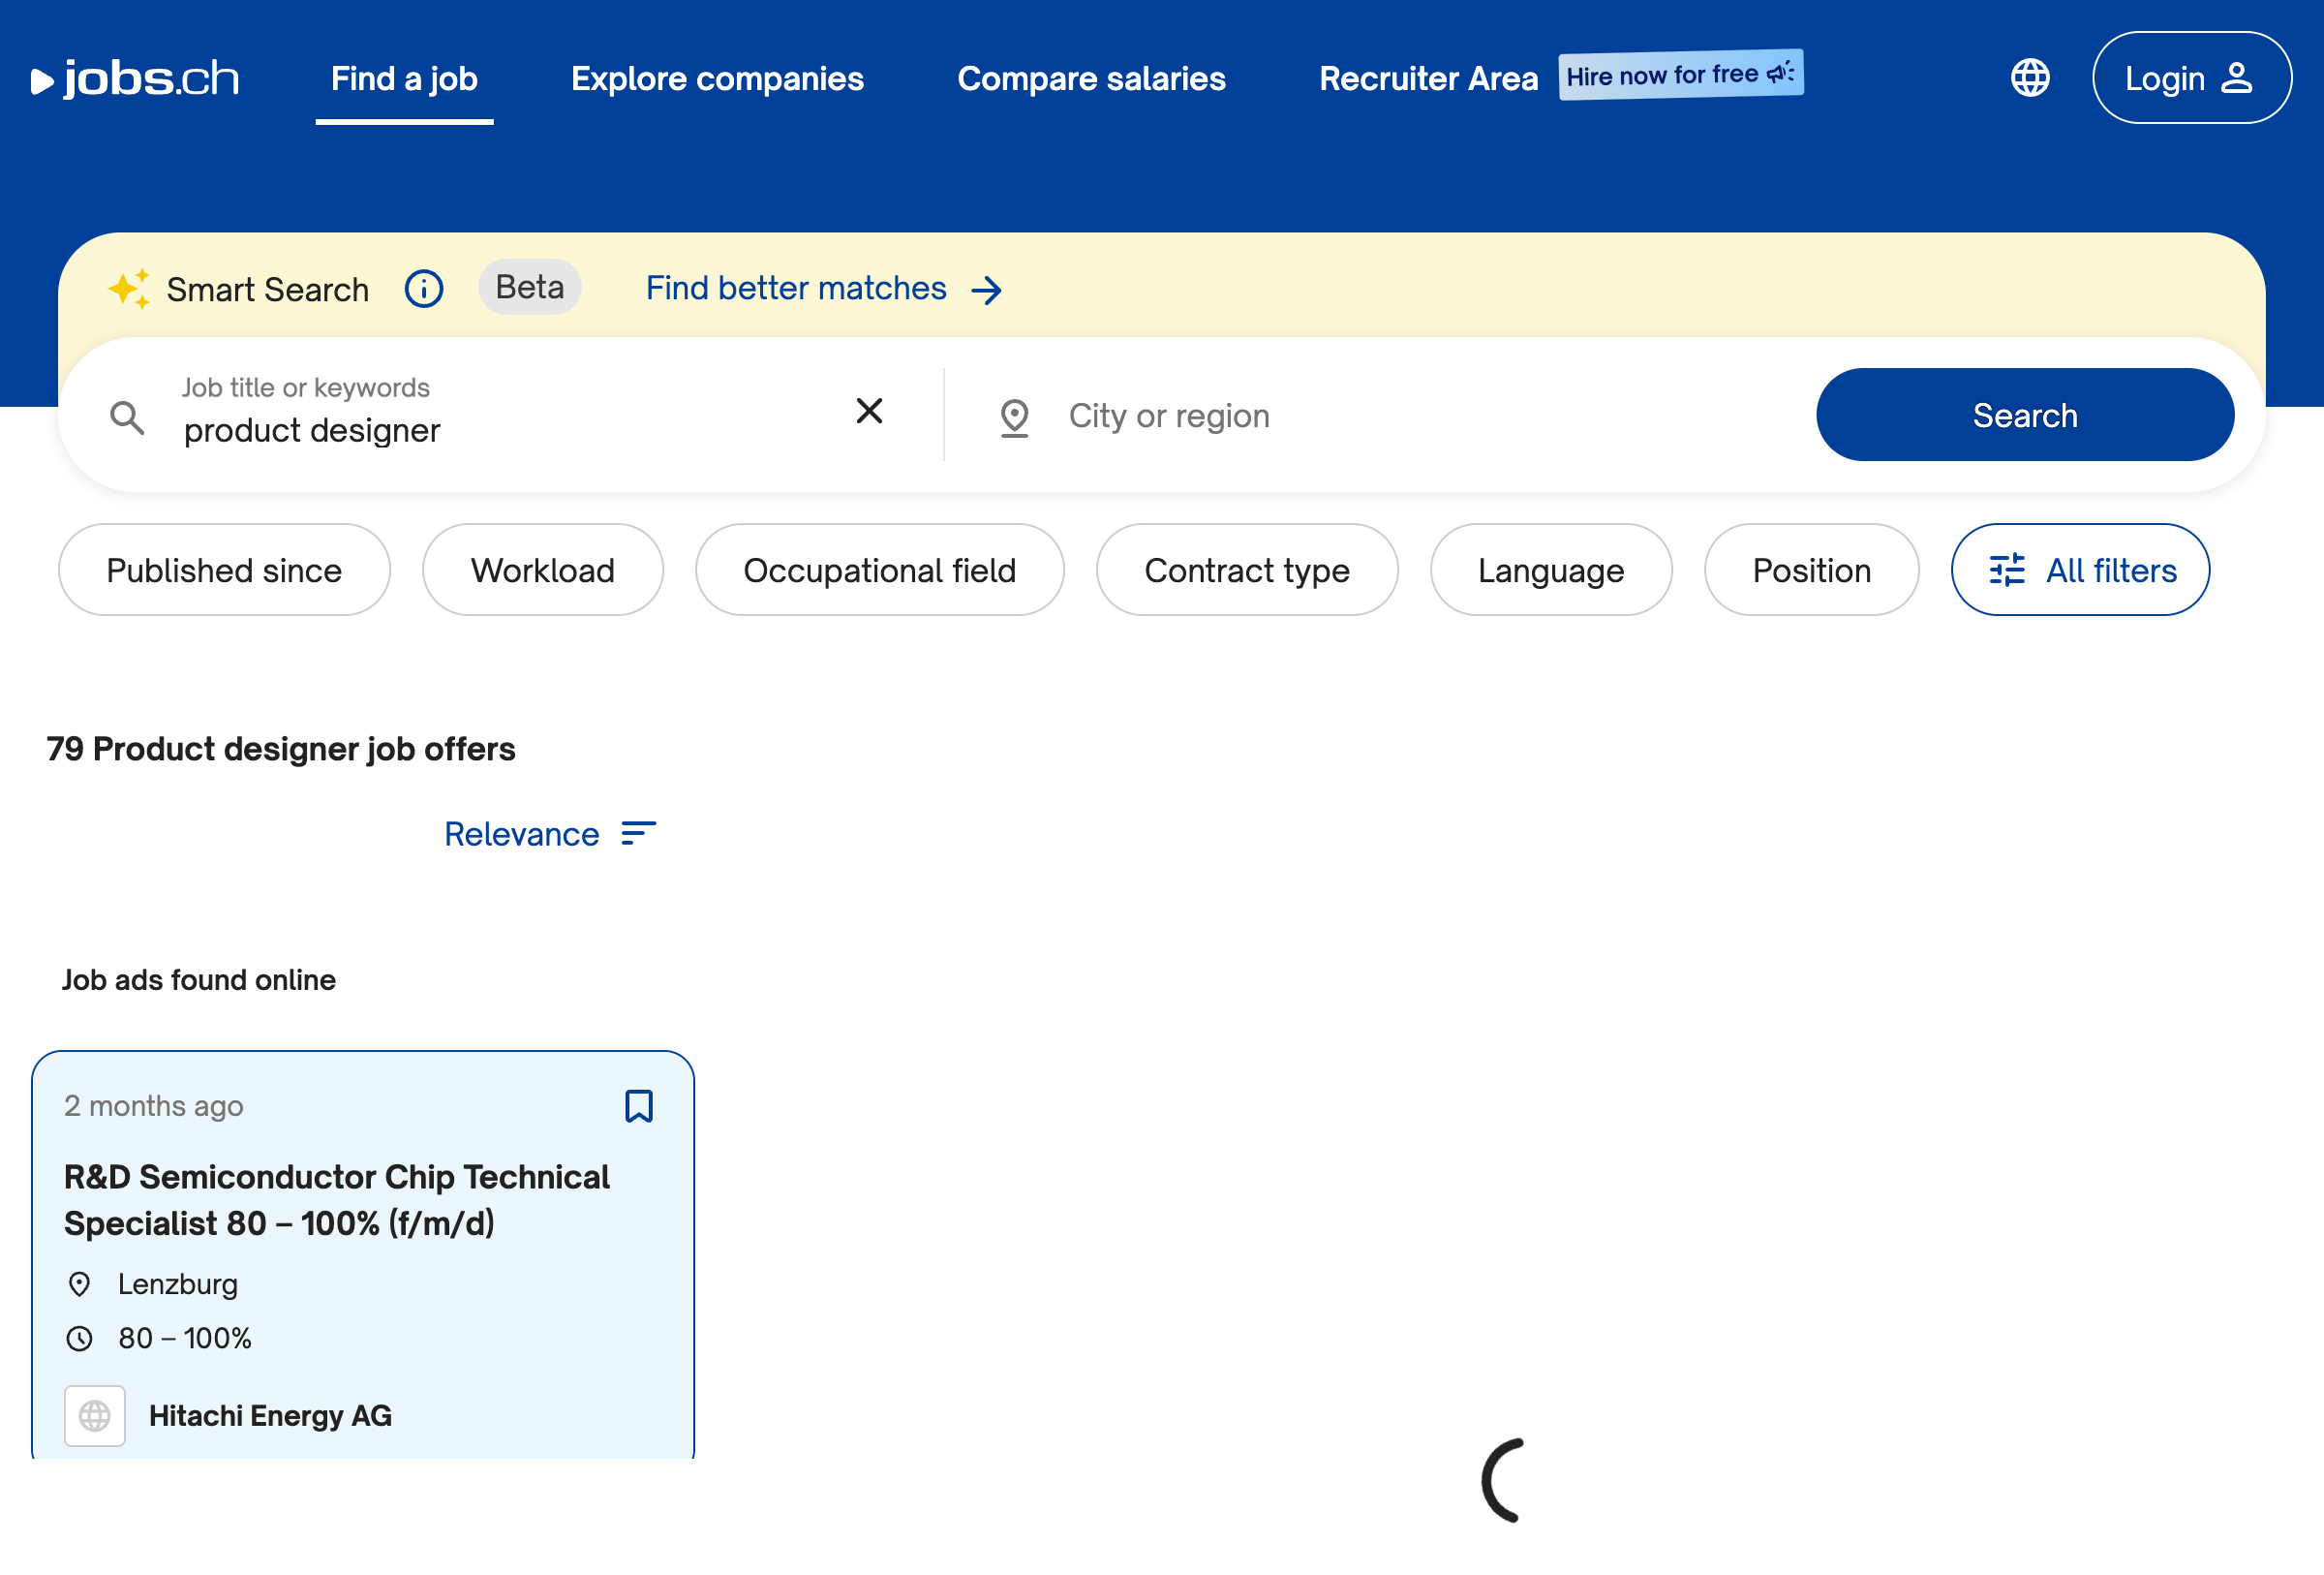 jobs.ch
Find a job
Explore companies
Compare salaries
Recruiter Area
Hire now for free
Login
Smart Search
Beta
Find better matches
Job title or keywords
product designer
City or region
Search
Published since
Workload
Occupational field
Contract type
Language
Position
All filters
79 Product designer job offers
Relevance
Job ads found online
2 months ago
R&D Semiconductor Chip Technical
Specialist 80 – 100% (f/m/d)
Lenzburg
80 – 100%
Hitachi Energy AG